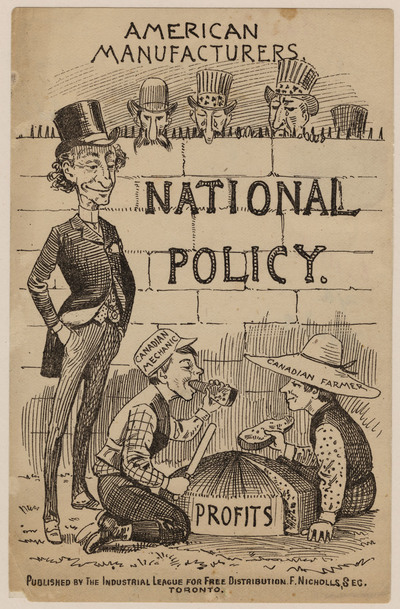 AMERICAN
MANUFACTURERS
NATIONAL
POLICY.
CANADIAN
MECHANIC
CANADIAN FARMER
PROFITS
PUBLISHED BY THE INDUSTRIAL LEAGUE FOR FREE DISTRIBUTION. F. NICHOLLS, SEC.
TORONTO.